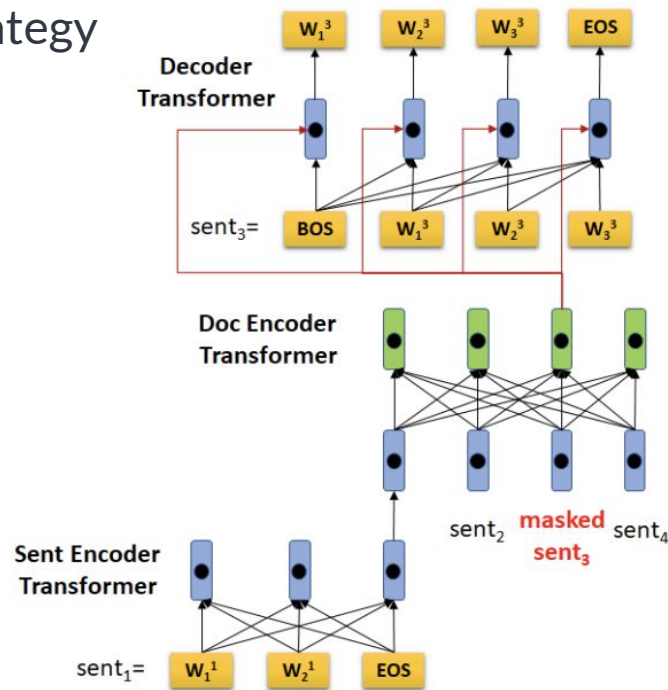 ntegy
W₁³ W₂³ W₃³ EOS
Decoder
Transformer
sent₃= BOS W₁³ W₂³ W₃³
Doc Encoder
Transformer
sent₂ masked sent₄
sent₃
Sent Encoder
Transformer
sent₁= W₁¹ W₂¹ EOS